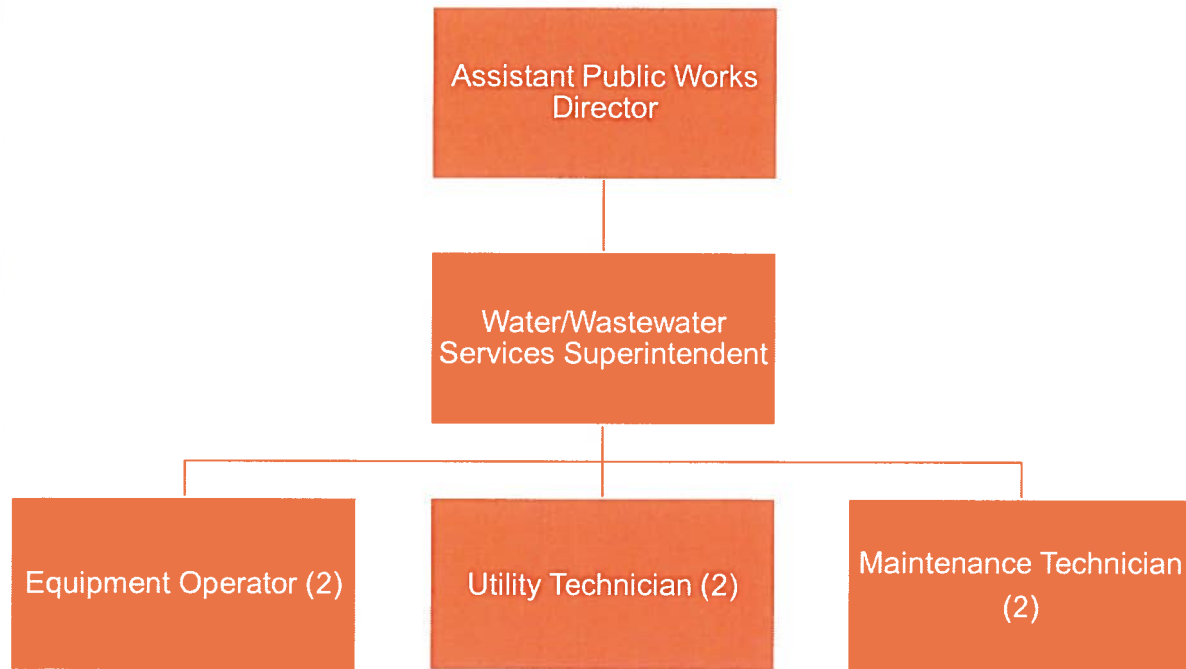 Assistant Public Works
Director
Water/Wastewater
Services Superintendent
Equipment Operator (2)
Utility Technician (2)
Maintenance Technician
(2)